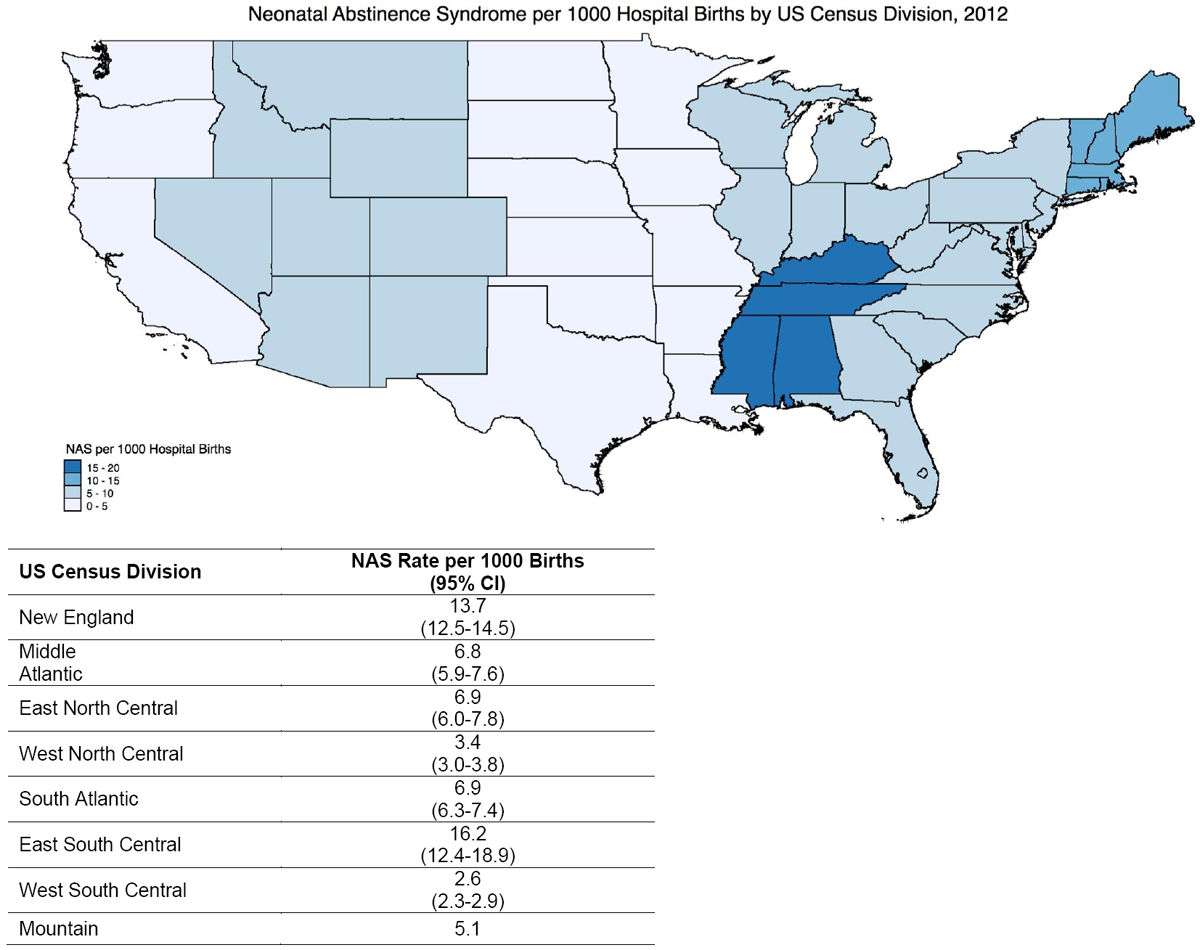 Neonatal Abstinence Syndrome per 1000 Hospital Births by US Census Division, 2012
NAS per 1000 Hospital Births
15 - 20
10 - 15
5 - 10
0 - 5
US Census Division
NAS Rate per 1000 Births
(95% CI)
New England
13.7
(12.5-14.5)
Middle
Atlantic
6.8
(5.9-7.6)
East North Central
6.9
(6.0-7.8)
West North Central
3.4
(3.0-3.8)
South Atlantic
6.9
(6.3-7.4)
East South Central
16.2
(12.4-18.9)
West South Central
2.6
(2.3-2.9)
Mountain
5.1